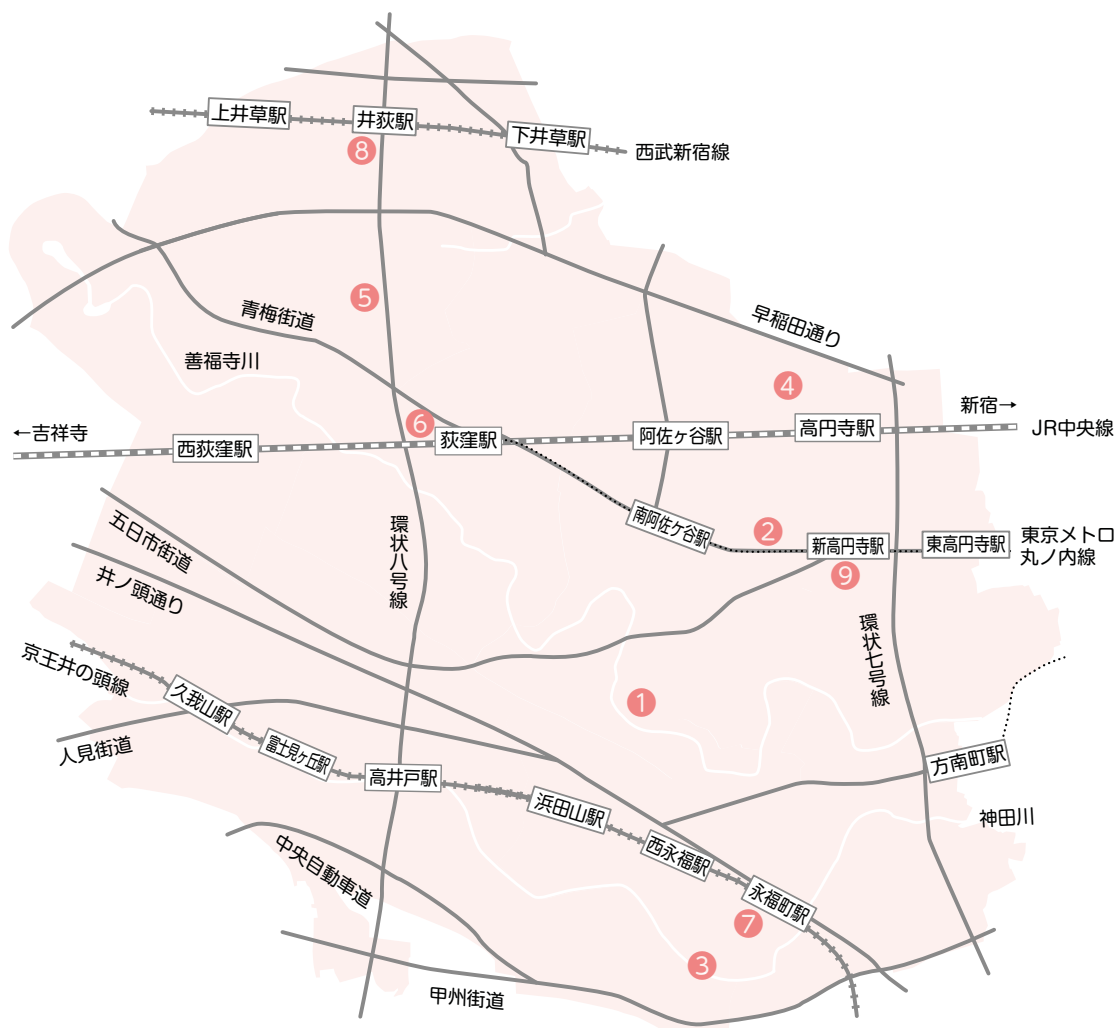 上井草駅
井荻駅
下井草駅
西武新宿線
8
5
青梅街道
早稲田通り
善福寺川
4
新宿→
←吉祥寺
6
西荻窪駅
荻窪駅
阿佐ヶ谷駅
高円寺駅
JR中央線
五日市街道
環状八号線
南阿佐ケ谷駅
2
新高円寺駅
東高円寺駅
東京メトロ
丸ノ内線
9
井ノ頭通り
環状七号線
京王井の頭線
久我山駅
1
人見街道
富士見ヶ丘駅
高井戸駅
方南町駅
浜田山駅
神田川
西永福駅
中央自動車道
永福町駅
7
3
甲州街道